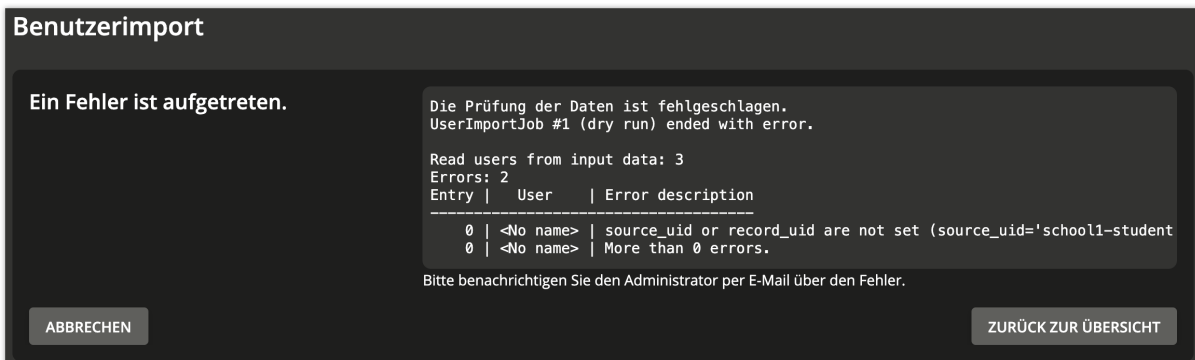 Benutzerimport
Ein Fehler ist aufgetreten.
Die Prüfung der Daten ist fehlgeschlagen.
UserImportJob #1 (dry run) ended with error.
Read users from input data: 3
Errors: 2
Entry |   User    | Error description
-------------------------------------
    0 | <No name> | source_uid or record_uid are not set (source_uid='school1-student
    0 | <No name> | More than 0 errors.
Bitte benachrichtigen Sie den Administrator per E-Mail über den Fehler.
ABBRECHEN
ZURÜCK ZUR ÜBERSICHT